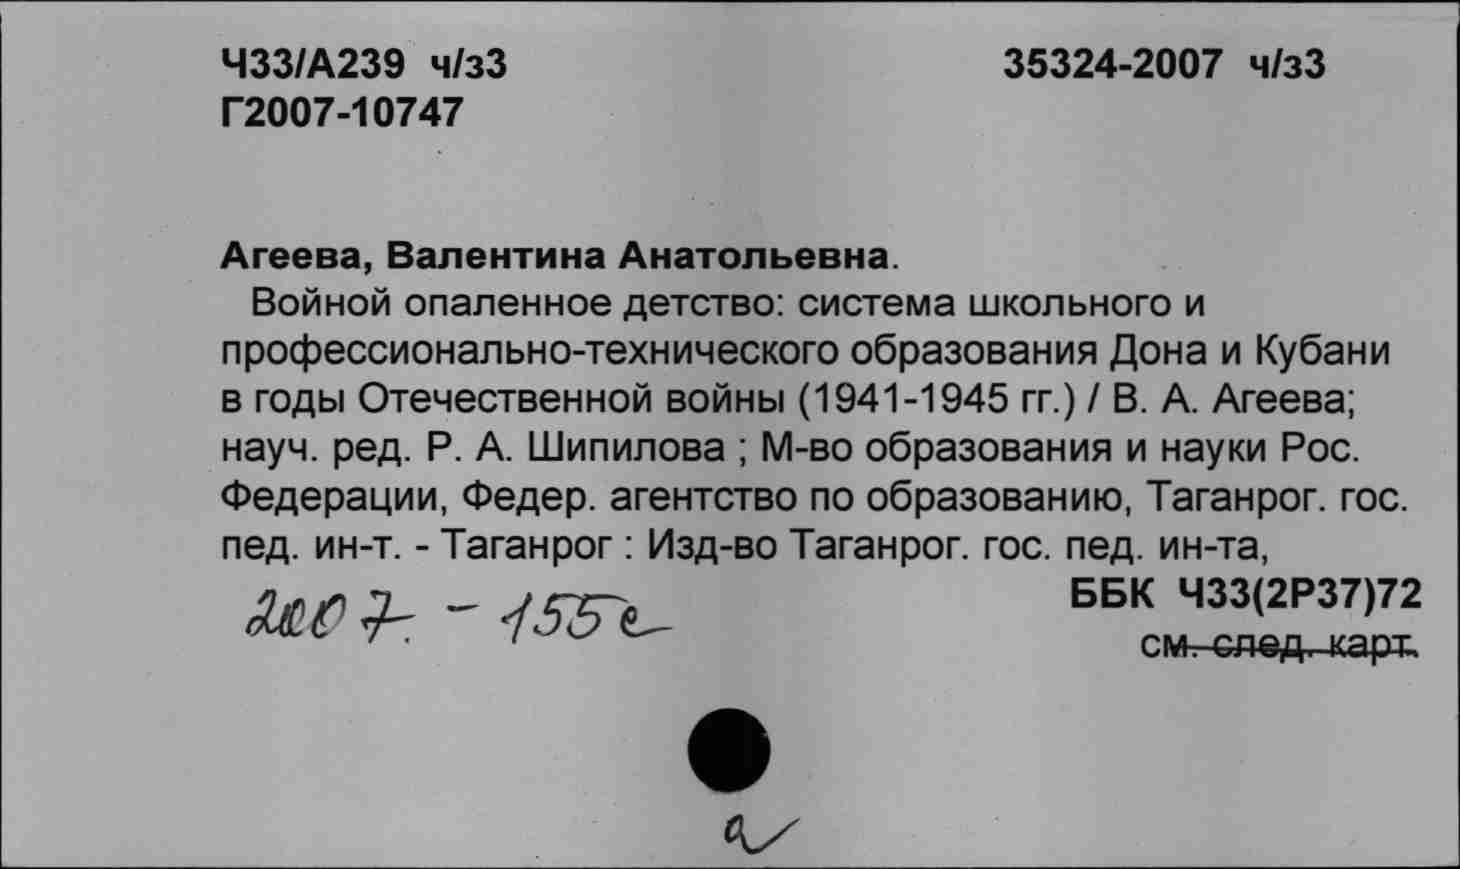 Ч33/А239 ч/з3 35324-2007 ч/з3
Г2007-10747
Агеева, Валентина Анатольевна.
Войной опаленное детство: система школьного и
профессионально-технического образования Дона и Кубани
в годы Отечественной войны (1941-1945 гг.) / В. А. Агеева;
науч. ред. Р. А. Шипилова ; М-во образования и науки Рос.
Федерации, Федер. агентство по образованию, Таганрог. гос.
пед. ин-т. - Таганрог : Изд-во Таганрог. гос. пед. ин-та,
2007. - 155 с
ББК Ч33(2Р37)72
см. след. карт.